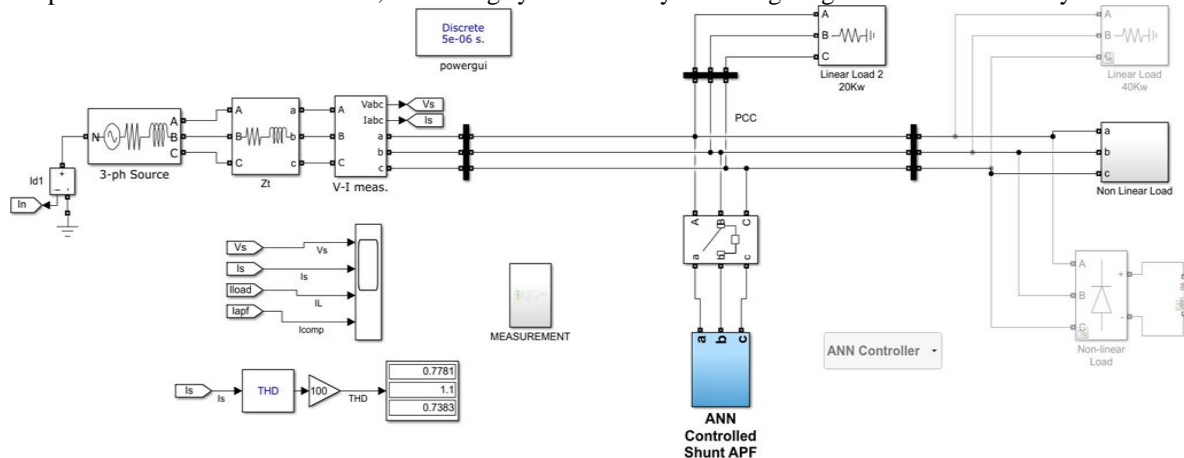 Discrete
5e-06 s.
powergui
A
B
C
Linear Load 2
20Kw
A
B
C
Linear Load
40Kw
PCC
N
A
B
C
3-ph Source
A
B
C
a
b
c
Zt
A
B
C
Vabc
Iabc
a
b
c
V-I meas.
Vs
Is
a
b
c
Non Linear Load
Id1
+
-
In
A
B
C
a
b
c
Vs
Is
Iload
Iapf
Vs
Is
IL
Icomp
MEASUREMENT
ANN Controller
A
B
C
+
-
Non-linear
Load
Is
Is
THD
100
THD
0.7781
1.1
0.7383
a
b
c
ANN
Controlled
Shunt APF